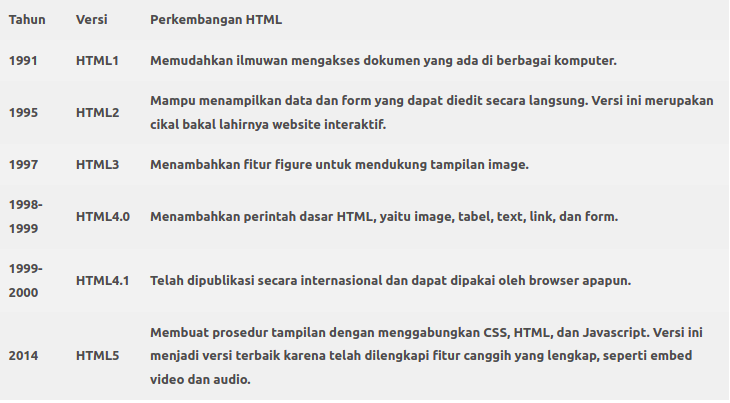 Tahun Versi Perkembangan HTML
1991 HTML1 Memudahkan ilmuwan mengakses dokumen yang ada di berbagai komputer.
1995 HTML2 Mampu menampilkan data dan form yang dapat diedit secara langsung. Versi ini merupakan
cikal bakal lahirnya website interaktif.
1997 HTML3 Menambahkan fitur figure untuk mendukung tampilan image.
1998-
1999 HTML4.0 Menambahkan perintah dasar HTML, yaitu image, tabel, text, link, dan form.
1999-
2000 HTML4.1 Telah dipublikasi secara internasional dan dapat dipakai oleh browser apapun.
2014 HTML5 Membuat prosedur tampilan dengan menggabungkan CSS, HTML, dan Javascript. Versi ini
menjadi versi terbaik karena telah dilengkapi fitur canggih yang lengkap, seperti embed
video dan audio.